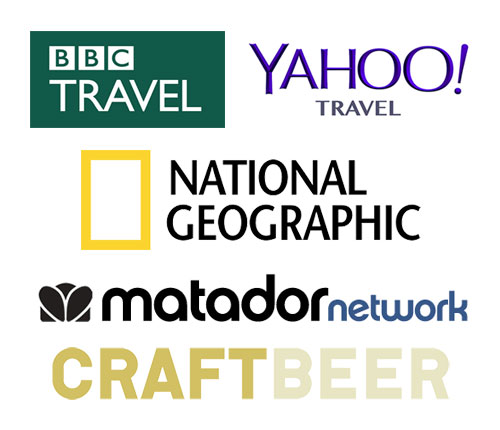 BBC
TRAVEL
YAHOO!
TRAVEL
NATIONAL
GEOGRAPHIC
matadornetwork
CRAFTBEER